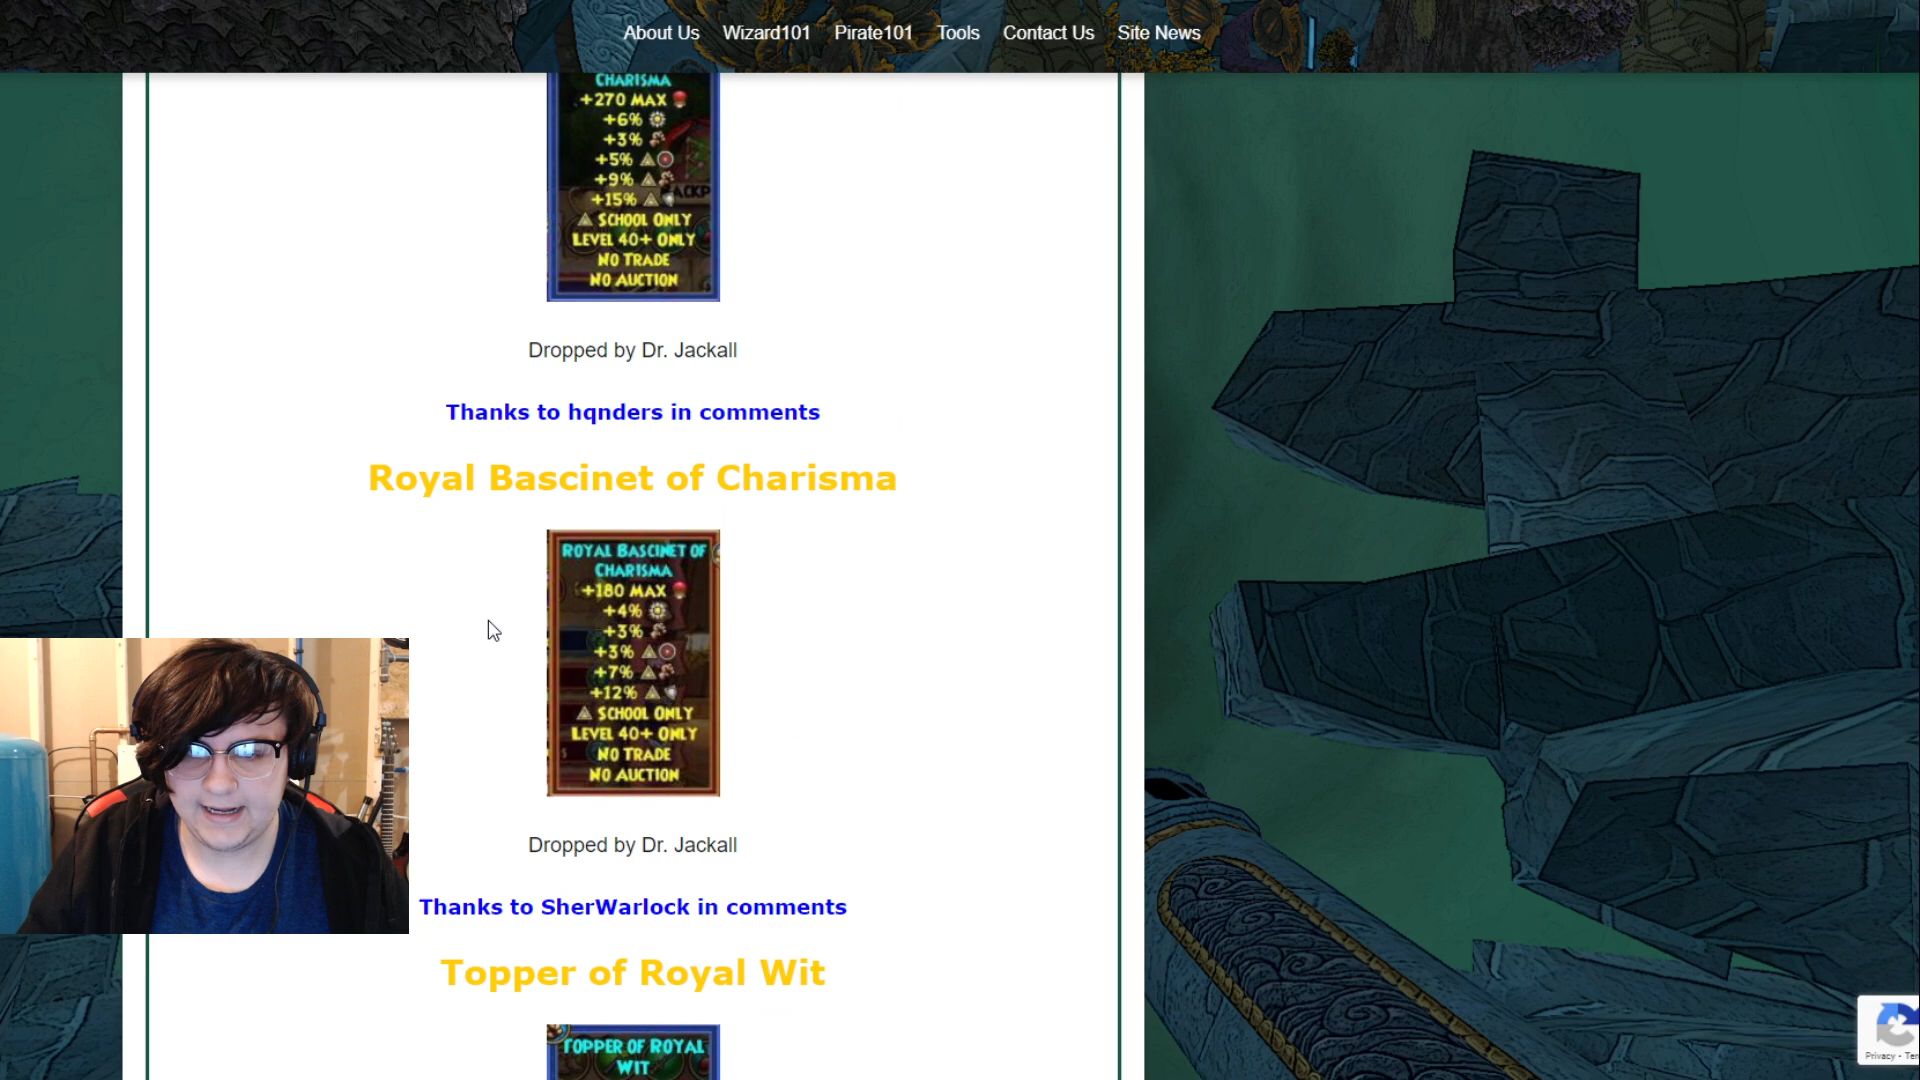 About Us Wizard101 Pirate101 Tools Contact Us Site News
CHARISMA
+270 MAX
+6%
+3%
+5%
+9%
+15%
SCHOOL ONLY
LEVEL 40+ ONLY
NO TRADE
NO AUCTION
Dropped by Dr. Jackall
Thanks to hqnders in comments
Royal Bascinet of Charisma
ROYAL BASCINET OF
CHARISMA
+180 MAX
+4%
+3%
+3%
+7%
+12%
SCHOOL ONLY
LEVEL 40+ ONLY
NO TRADE
NO AUCTION
Dropped by Dr. Jackall
Thanks to SherWarlock in comments
Topper of Royal Wit
TOPPER OF ROYAL
WIT
Privacy -